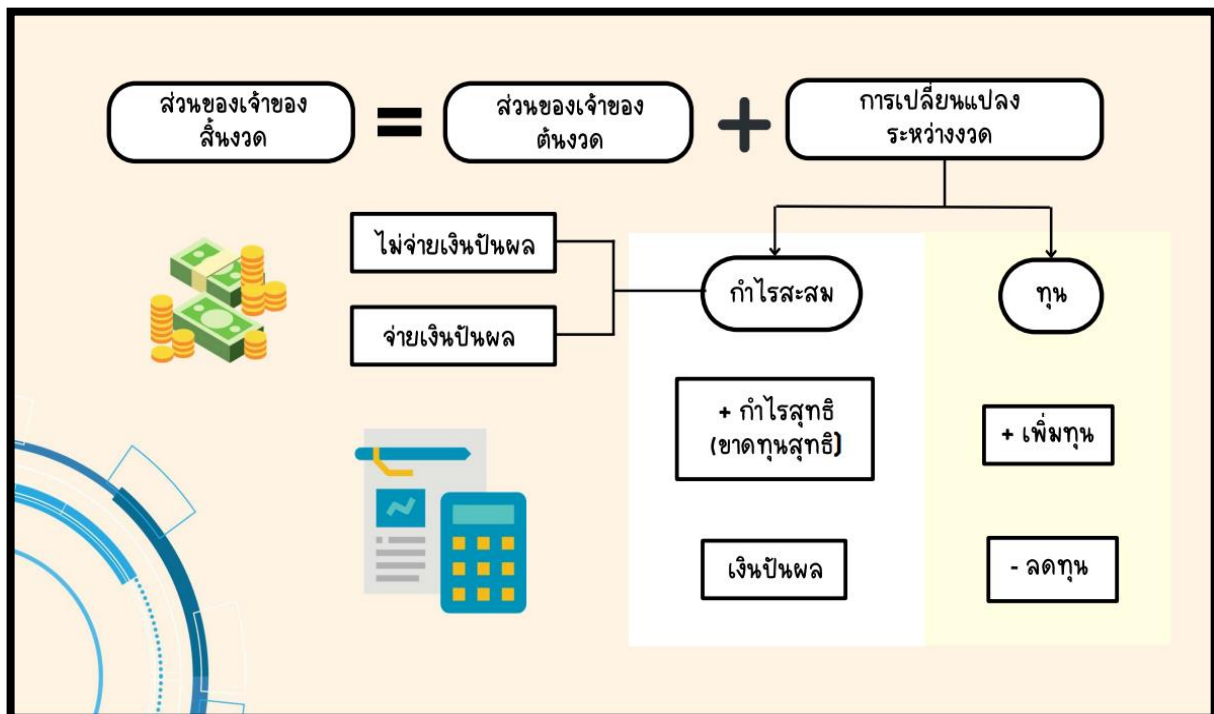 ส่วนของเจ้าของ
สิ้นงวด
=
ส่วนของเจ้าของ
ต้นงวด
+
การเปลี่ยนแปลง
ระหว่างงวด
ไม่จ่ายเงินปันผล
จ่ายเงินปันผล
กำไรสะสม
ทุน
+ กำไรสุทธิ
(ขาดทุนสุทธิ)
+ เพิ่มทุน
เงินปันผล
- ลดทุน